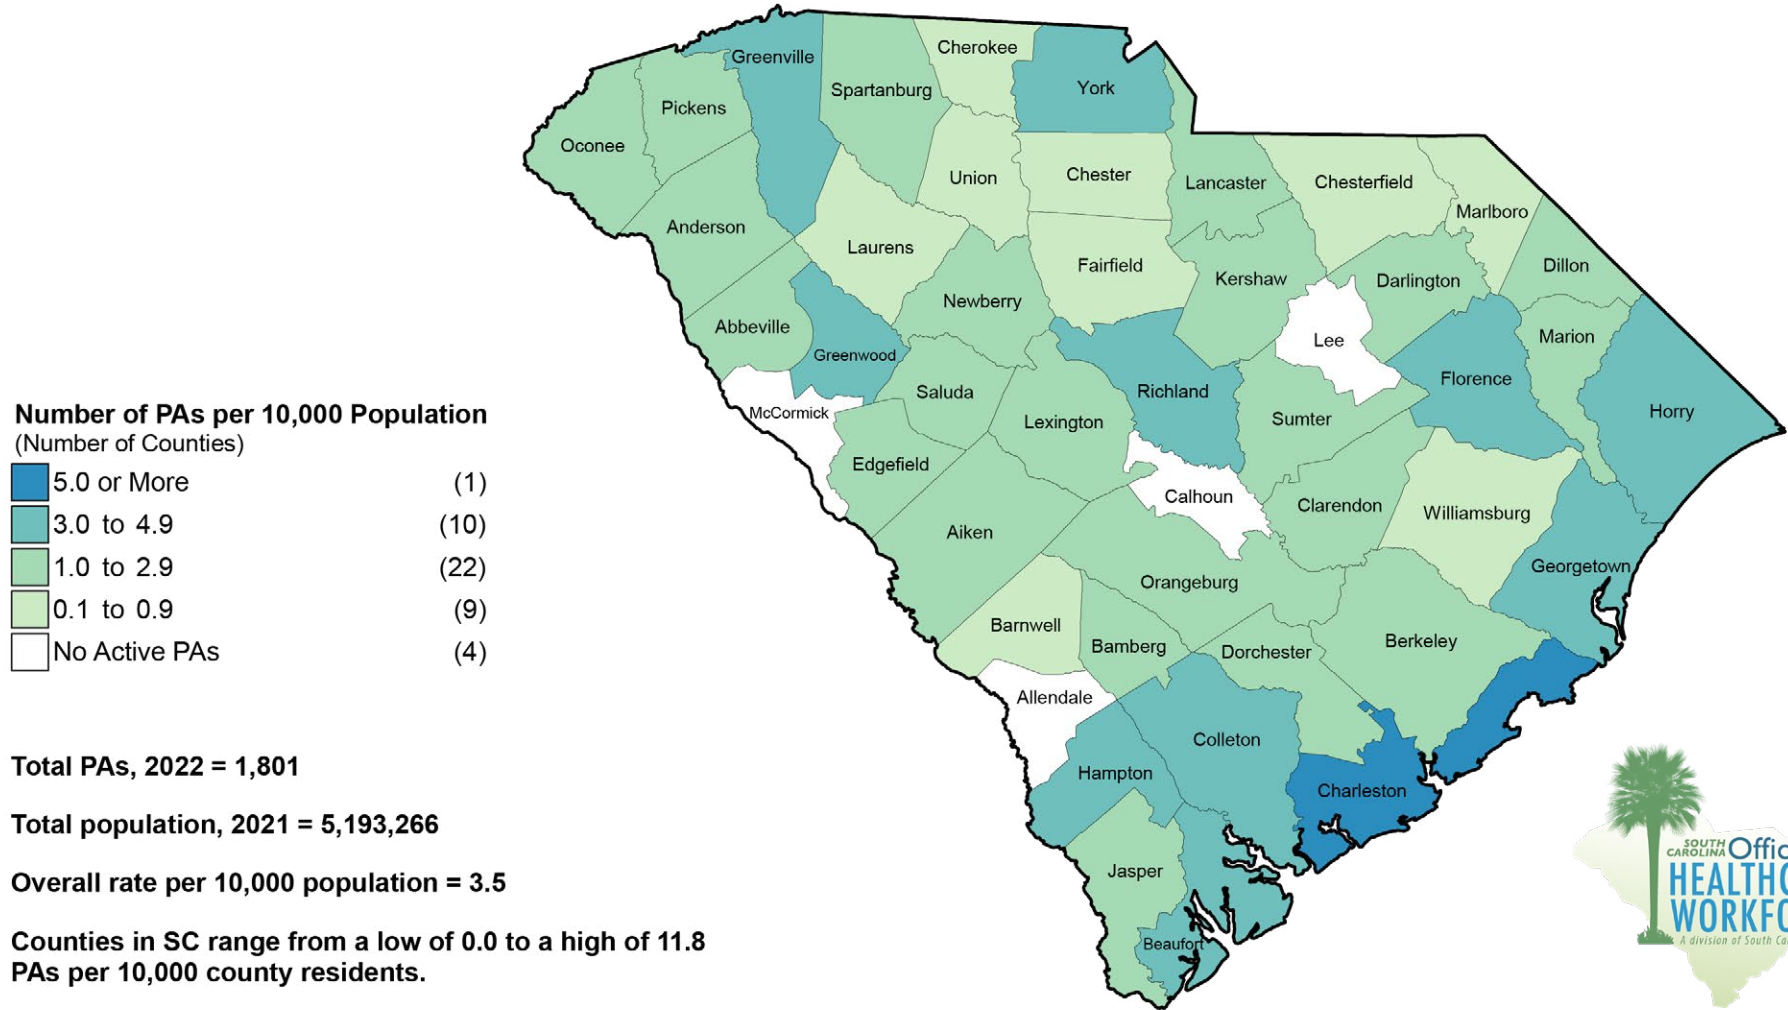 Cherokee
Greenville
York
Spartanburg
Pickens
Oconee
Chester
Union
Lancaster
Chesterfield
Marlboro
Anderson
Laurens
Fairfield
Dillon
Kershaw
Darlington
Newberry
Abbeville
Marion
Lee
Greenwood
Florence
Richland
Saluda
Horry
McCormick
Lexington
Sumter
Edgefield
Calhoun
Clarendon
Williamsburg
Aiken
Georgetown
Orangeburg
Barnwell
Berkeley
Bamberg
Dorchester
Allendale
Colleton
Hampton
Charleston
Jasper
Beaufort
Number of PAs per 10,000 Population
(Number of Counties)
5.0 or More (1)
3.0 to 4.9 (10)
1.0 to 2.9 (22)
0.1 to 0.9 (9)
No Active PAs (4)
Total PAs, 2022 = 1,801
Total population, 2021 = 5,193,266
Overall rate per 10,000 population = 3.5
Counties in SC range from a low of 0.0 to a high of 11.8
PAs per 10,000 county residents.
SOUTH
CAROLINA
A division of South